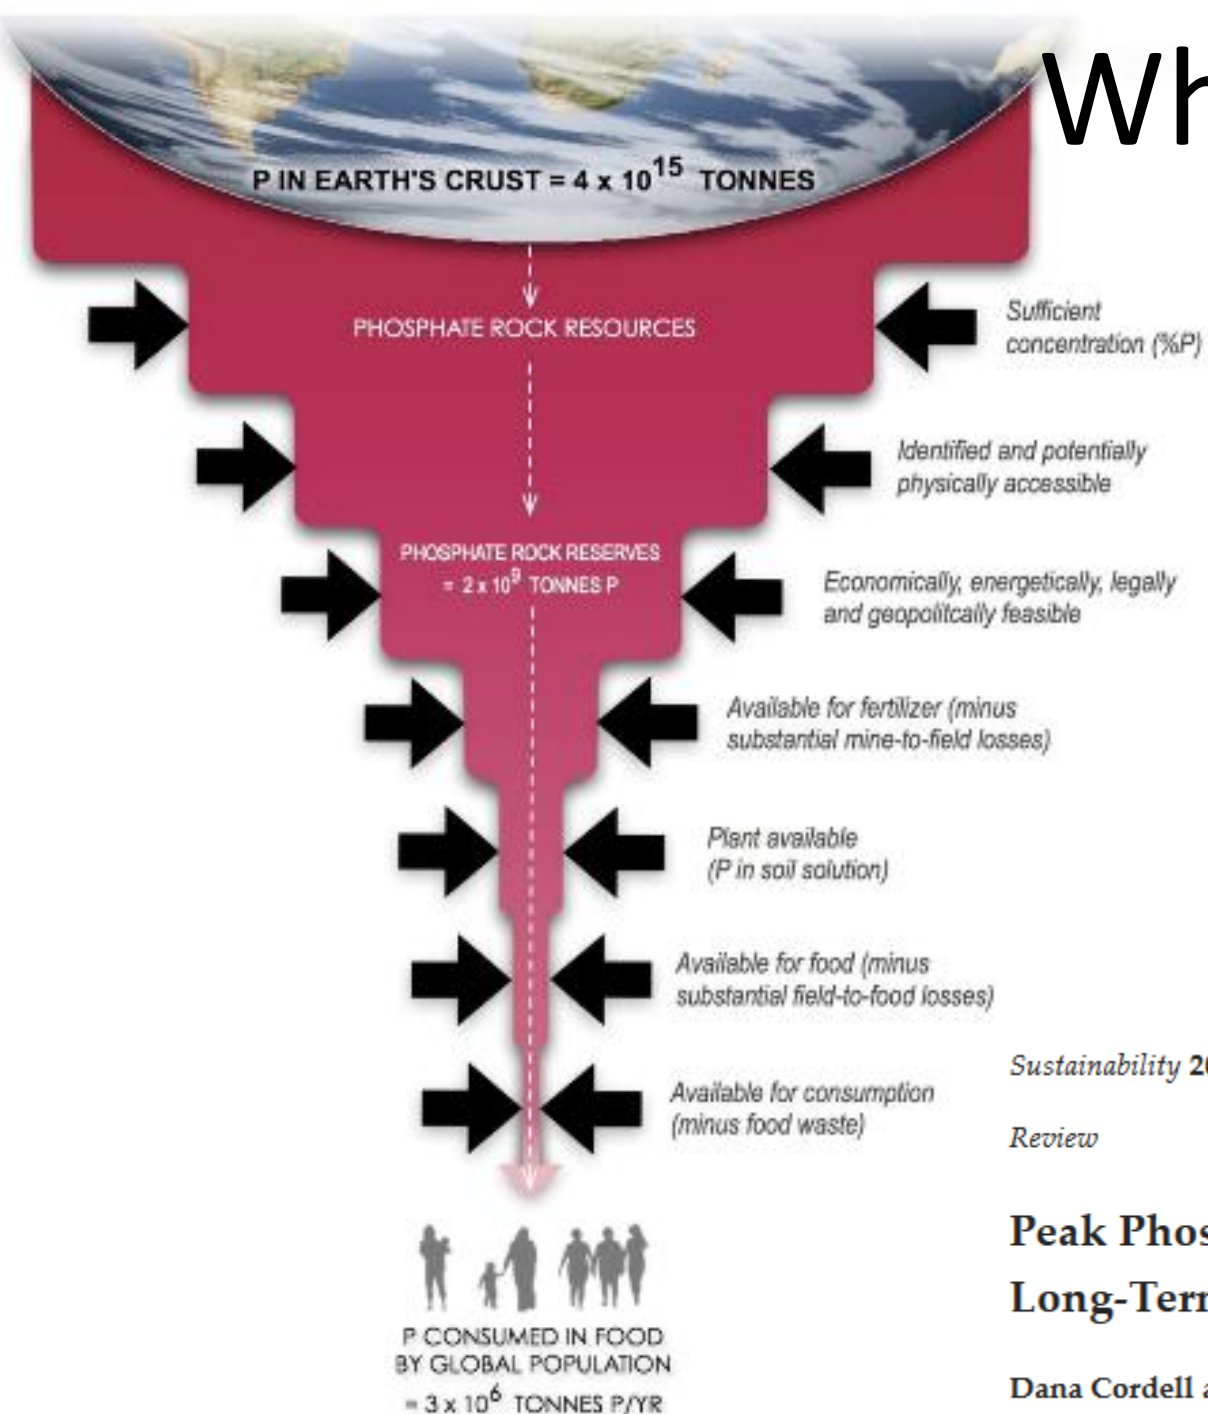 Wh
P IN EARTH'S CRUST = 4 x 10^15 TONNES
PHOSPHATE ROCK RESOURCES
Sufficient
concentration (%P)
Identified and potentially
physically accessible
PHOSPHATE ROCK RESERVES
= 2 x 10^9 TONNES P
Economically, energetically, legally
and geopolitcally feasible
Available for fertilizer (minus
substantial mine-to-field losses)
Plant available
(P in soil solution)
Available for food (minus
substantial field-to-food losses)
Available for consumption
(minus food waste)
P CONSUMED IN FOOD
BY GLOBAL POPULATION
= 3 x 10^6 TONNES P/YR
Sustainability 20
Review
Peak Phos
Long-Terr
Dana Cordell a